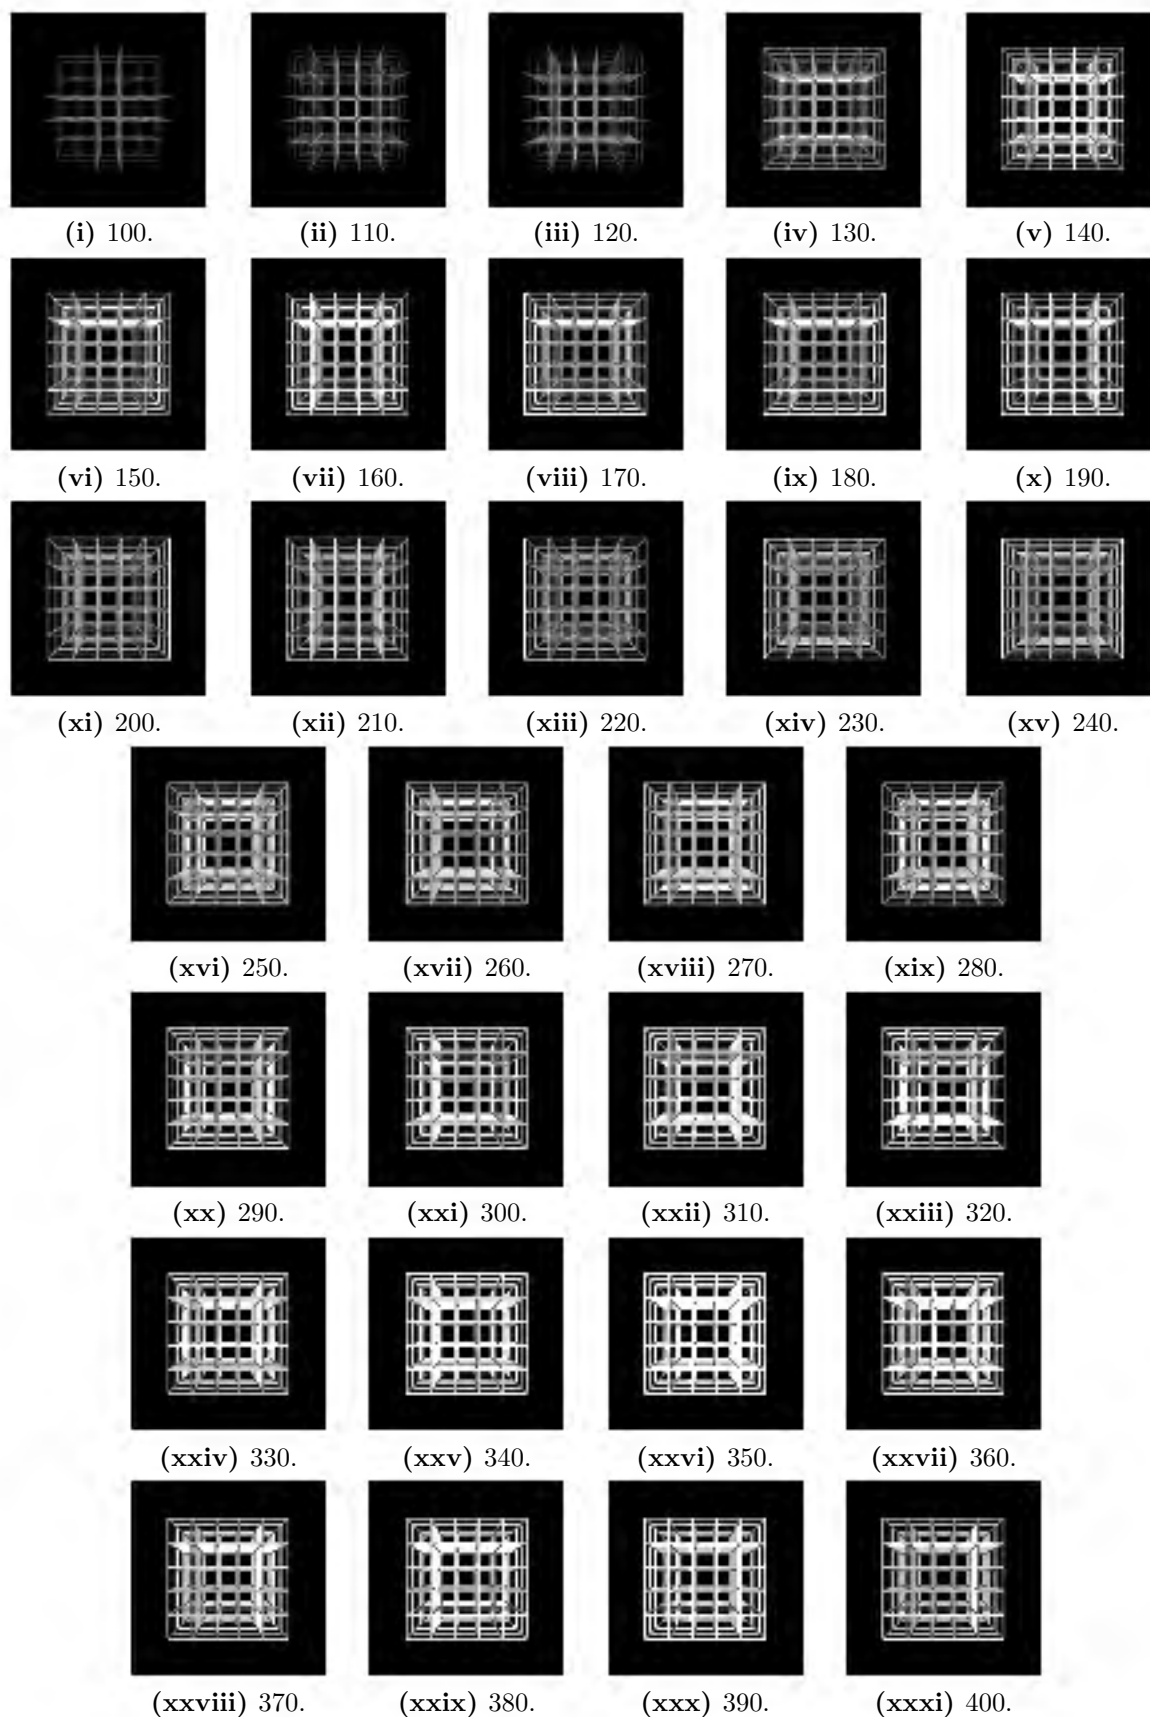 (i) 100. (ii) 110. (iii) 120. (iv) 130. (v) 140.
(vi) 150. (vii) 160. (viii) 170. (ix) 180. (x) 190.
(xi) 200. (xii) 210. (xiii) 220. (xiv) 230. (xv) 240.
(xvi) 250. (xvii) 260. (xviii) 270. (xix) 280.
(xx) 290. (xxi) 300. (xxii) 310. (xxiii) 320.
(xxiv) 330. (xxv) 340. (xxvi) 350. (xxvii) 360.
(xxviii) 370. (xxix) 380. (xxx) 390. (xxxi) 400.